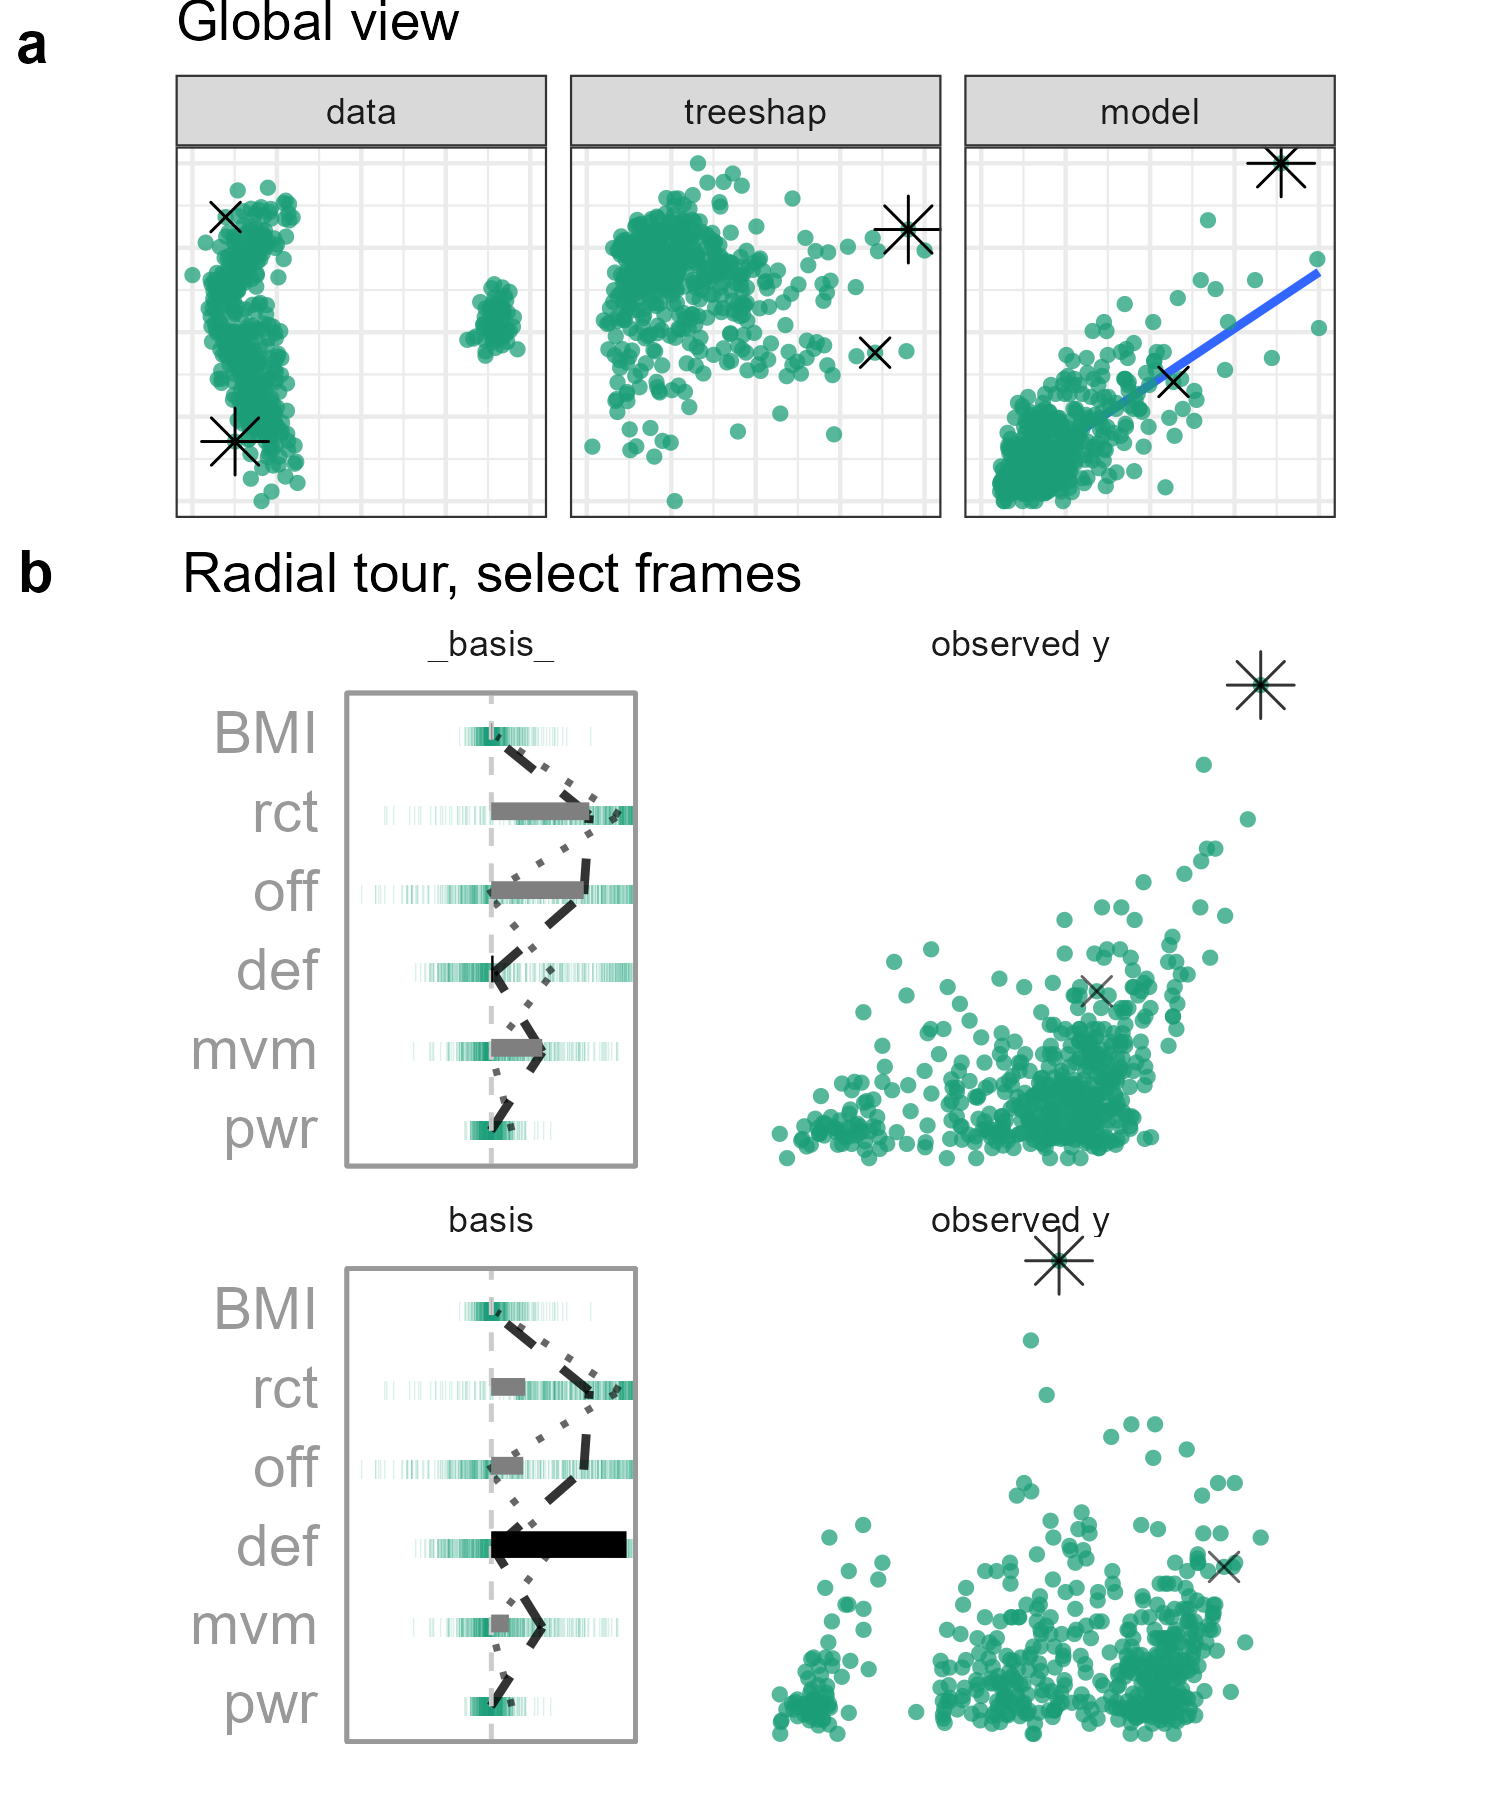 a
Global view
data
treeshap
model
b
Radial tour, select frames
_basis_
observed y
BMI
rct
off
def
mvm
pwr
basis
observed y
BMI
rct
off
def
mvm
pwr